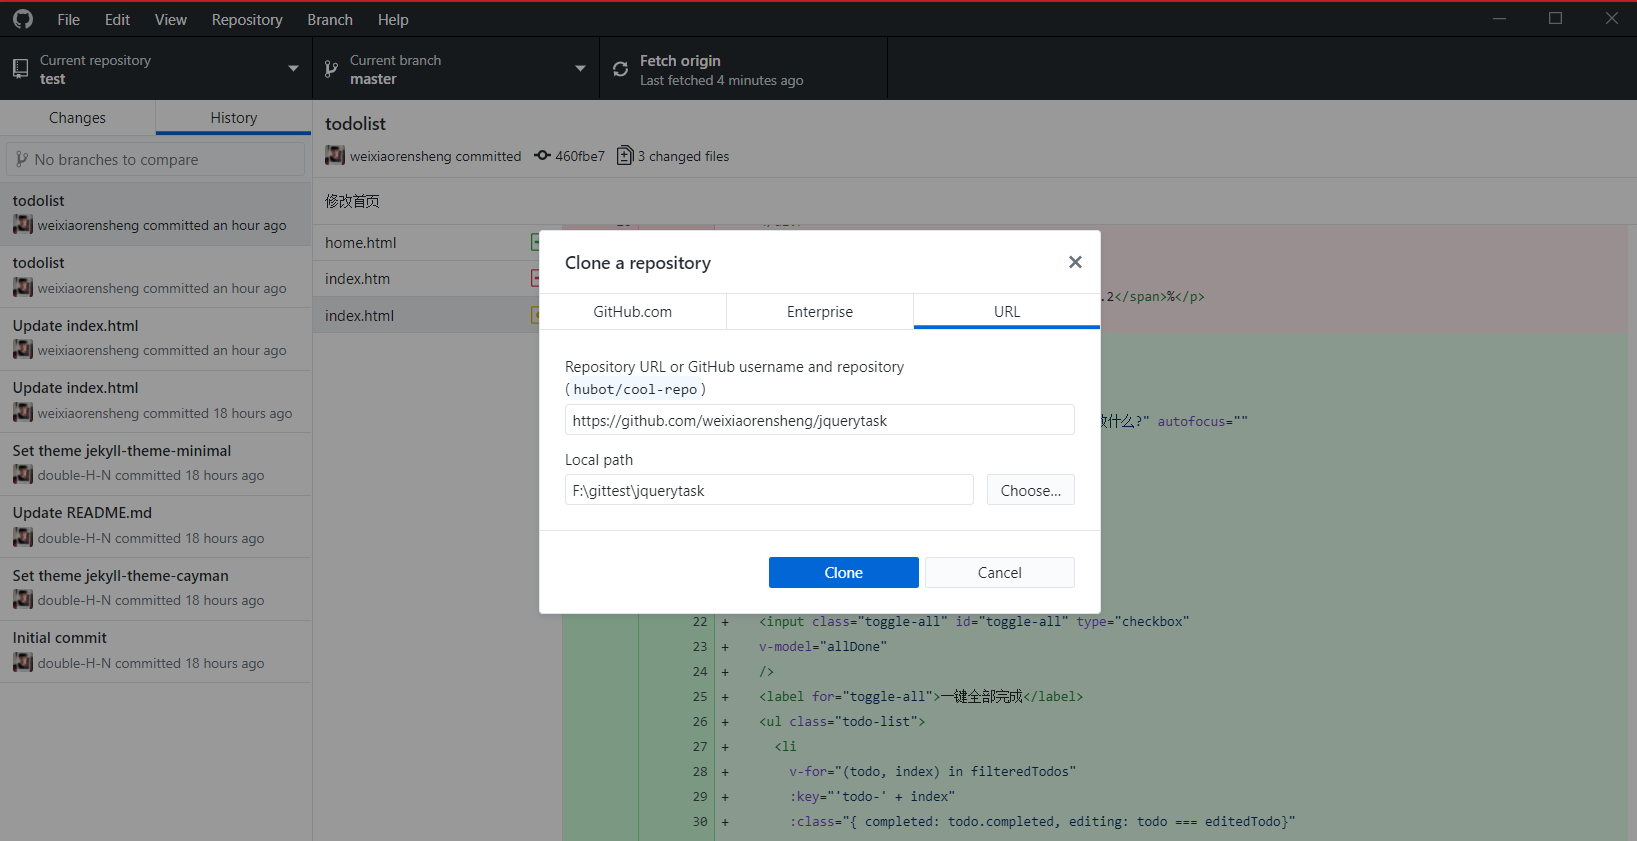 File Edit View Repository Branch Help
Current repository
test
Current branch
master
Fetch origin
Last fetched 4 minutes ago
Changes
History
No branches to compare
todolist
weixiaorensheng committed an hour ago
todolist
weixiaorensheng committed an hour ago
Update index.html
weixiaorensheng committed an hour ago
Update index.html
weixiaorensheng committed 18 hours ago
Set theme jekyll-theme-minimal
double-H-N committed 18 hours ago
Update README.md
double-H-N committed 18 hours ago
Set theme jekyll-theme-cayman
double-H-N committed 18 hours ago
Initial commit
double-H-N committed 18 hours ago
todolist
weixiaorensheng committed 460fbe7 3 changed files
修改首页
home.html
index.htm
index.html
Clone a repository
GitHub.com
Enterprise
URL
Repository URL or GitHub username and repository
(hubot/cool-repo)
https://github.com/weixiaorensheng/jquerytask
Local path
F:\gittest\jquerytask
Choose...
Clone
Cancel
.2</span>%</p>
什么?" autofocus=""
22 + <input class="toggle-all" id="toggle-all" type="checkbox"
23 + v-model="allDone"
24 + />
25 + <label for="toggle-all">一键全部完成</label>
26 + <ul class="todo-list">
27 + <li
28 + v-for="(todo, index) in filteredTodos"
29 + :key="'todo-' + index"
30 + :class="{ completed: todo.completed, editing: todo === editedTodo}"